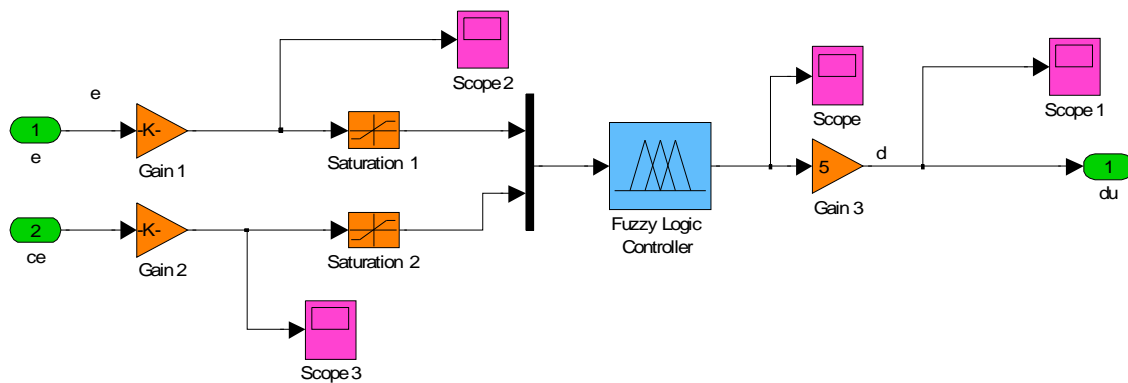 Scope 2
Scope 1
Scope
e
1
e
-K-
Gain 1
Saturation 1
5
Gain 3
d
1
du
2
ce
-K-
Gain 2
Saturation 2
Fuzzy Logic
Controller
Scope 3